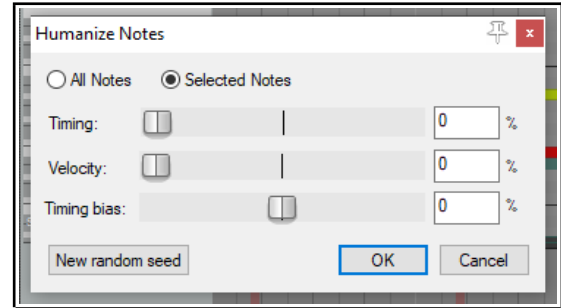 Humanize Notes
All Notes Selected Notes
Timing: 0 %
Velocity: 0 %
Timing bias: 0 %
New random seed OK Cancel